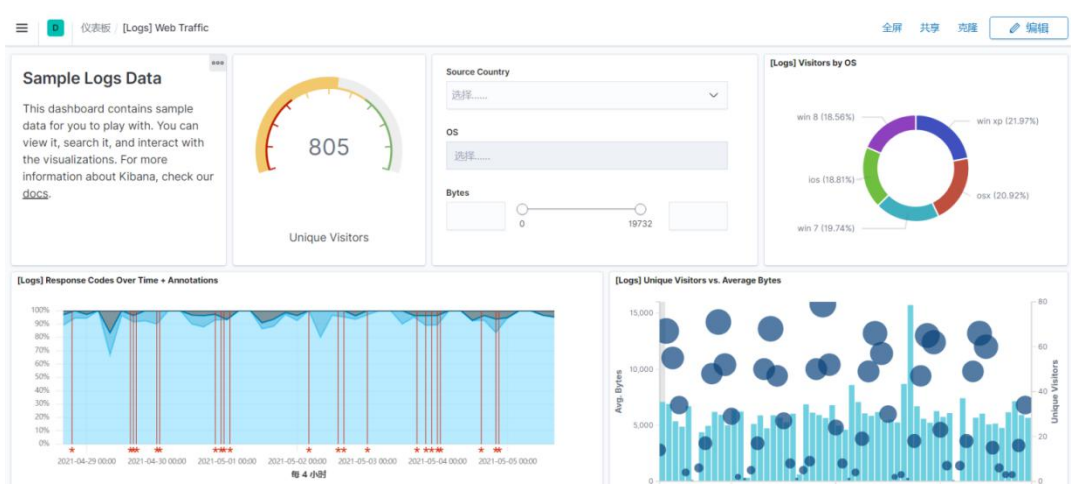 D 仪表板 / [Logs] Web Traffic 全屏 共享 克隆 编辑
Sample Logs Data
This dashboard contains sample
data for you to play with. You can
view it, search it, and interact with
the visualizations. For more
information about Kibana, check our
docs.
805
Unique Visitors
Source Country
选择......
OS
选择......
Bytes
0 19732
[Logs] Visitors by OS
win 8 (18.56%)
win xp (21.97%)
ios (18.81%)
osx (20.92%)
win 7 (19.74%)
[Logs] Response Codes Over Time + Annotations
100%
90%
80%
70%
60%
50%
40%
30%
20%
10%
0%
2021-04-29 00:00 2021-04-30 00:00 2021-05-01 00:00 2021-05-02 00:00 2021-05-03 00:00 2021-05-04 00:00 2021-05-05 00:00
每 4 小时
[Logs] Unique Visitors vs. Average Bytes
15,000
10,000
5,000
0
Avg. Bytes
80
60
40
20
0
Unique Visitors